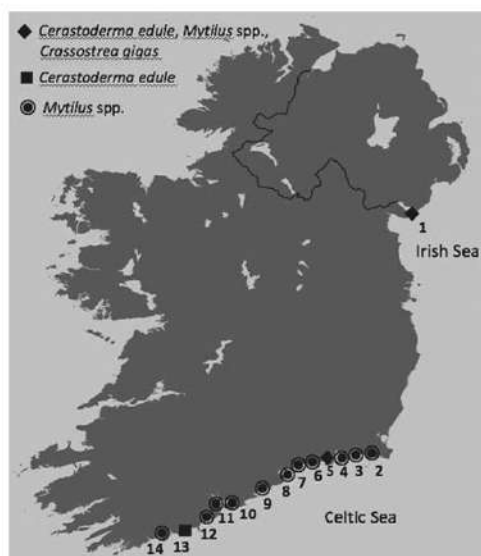 Cerastoderma edule, Mytilus spp.,
Crassostrea gigas
Cerastoderma edule
Mytilus spp.
1
Irish Sea
2
3
4
5
6
7
8
9
10
11
12
13
14
Celtic Sea